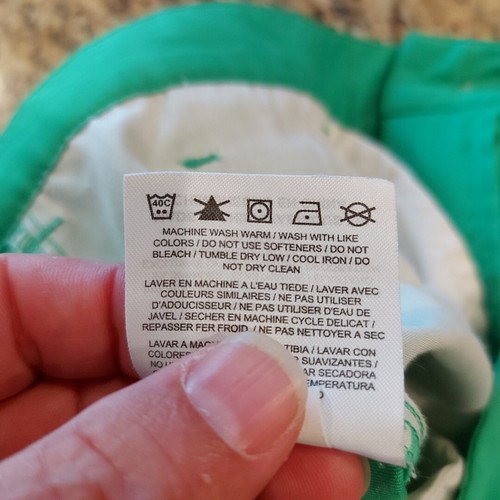 40C
MACHINE WASH WARM / WASH WITH LIKE
COLORS / DO NOT USE SOFTENERS / DO NOT
BLEACH / TUMBLE DRY LOW / COOL IRON / DO
NOT DRY CLEAN
LAVER EN MACHINE A L'EAU TIEDE / LAVER AVEC
COULEURS SIMILAIRES / NE PAS UTILISER
D'ADOUCISSEUR / NE PAS UTILISER D'EAU DE
JAVEL / SECHER EN MACHINE CYCLE DELICAT /
REPASSER FER FROID / NE PAS NETTOYER A SEC
LAVAR A TIBIA / LAVAR CON
SUAVIZANTES /
SECADORA